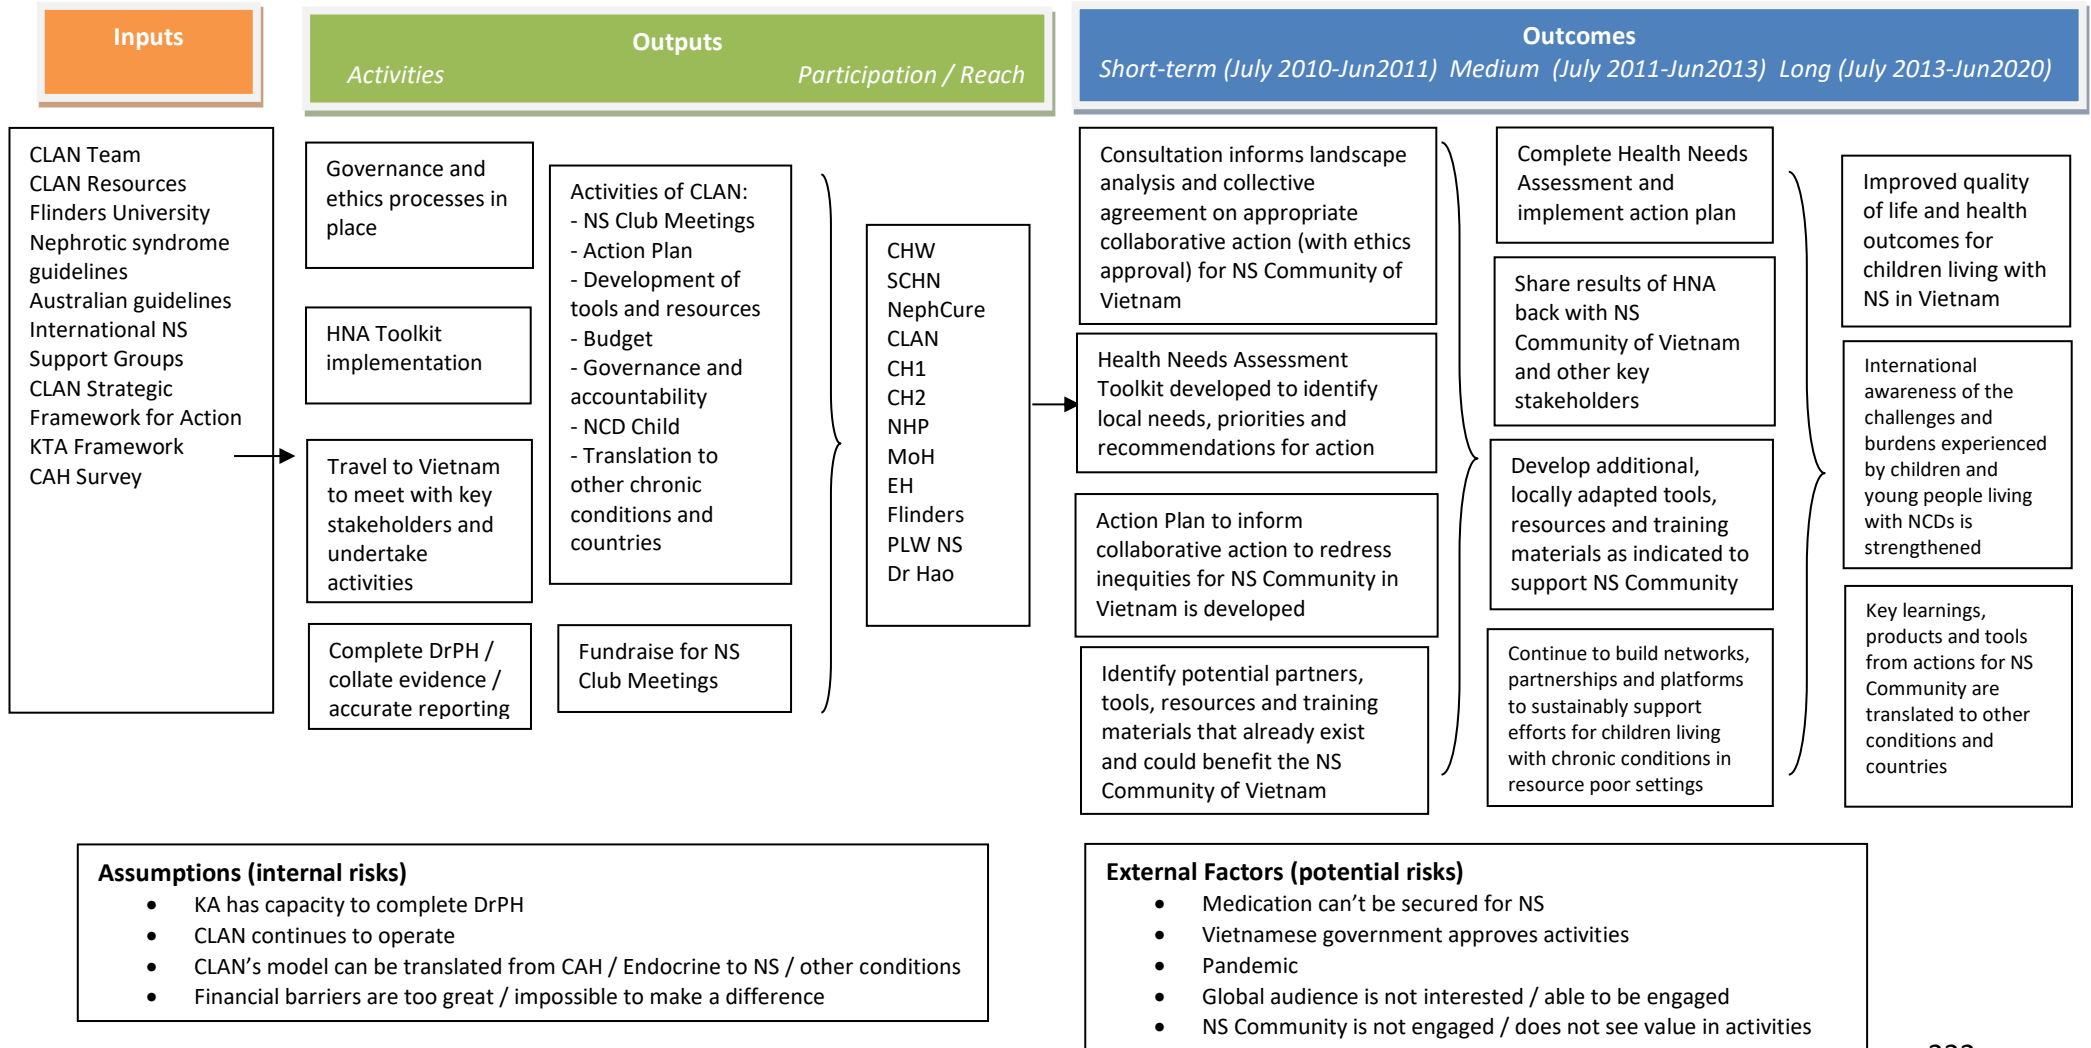 Inputs
Outputs
Activities
Participation / Reach
Outcomes
Short-term (July 2010-Jun2011) Medium (July 2011-Jun2013) Long (July 2013-Jun2020)
CLAN Team
CLAN Resources
Flinders University
Nephrotic syndrome
guidelines
Australian guidelines
International NS
Support Groups
CLAN Strategic
Framework for Action
KTA Framework
CAH Survey
Governance and
ethics processes in
place
HNA Toolkit
implementation
Travel to Vietnam
to meet with key
stakeholders and
undertake
activities
Complete DrPH /
collate evidence /
accurate reporting
Activities of CLAN:
- NS Club Meetings
- Action Plan
- Development of
tools and resources
- Budget
- Governance and
accountability
- NCD Child
- Translation to
other chronic
conditions and
countries
Fundraise for NS
Club Meetings
CHW
SCHN
NephCure
CLAN
CH1
CH2
NHP
MoH
EH
Flinders
PLW NS
Dr Hao
Consultation informs landscape
analysis and collective
agreement on appropriate
collaborative action (with ethics
approval) for NS Community of
Vietnam
Health Needs Assessment
Toolkit developed to identify
local needs, priorities and
recommendations for action
Action Plan to inform
collaborative action to redress
inequities for NS Community in
Vietnam is developed
Identify potential partners,
tools, resources and training
materials that already exist
and could benefit the NS
Community of Vietnam
Complete Health Needs
Assessment and
implement action plan
Share results of HNA
back with NS
Community of Vietnam
and other key
stakeholders
Develop additional,
locally adapted tools,
resources and training
materials as indicated to
support NS Community
Continue to build networks,
partnerships and platforms
to sustainably support
efforts for children living
with chronic conditions in
resource poor settings
Improved quality
of life and health
outcomes for
children living with
NS in Vietnam
International
awareness of the
challenges and
burdens experienced
by children and
young people living
with NCDs is
strengthened
Key learnings,
products and tools
from actions for NS
Community are
translated to other
conditions and
countries
Assumptions (internal risks)
• KA has capacity to complete DrPH
• CLAN continues to operate
• CLAN’s model can be translated from CAH / Endocrine to NS / other conditions
• Financial barriers are too great / impossible to make a difference
External Factors (potential risks)
• Medication can’t be secured for NS
• Vietnamese government approves activities
• Pandemic
• Global audience is not interested / able to be engaged
• NS Community is not engaged / does not see value in activities